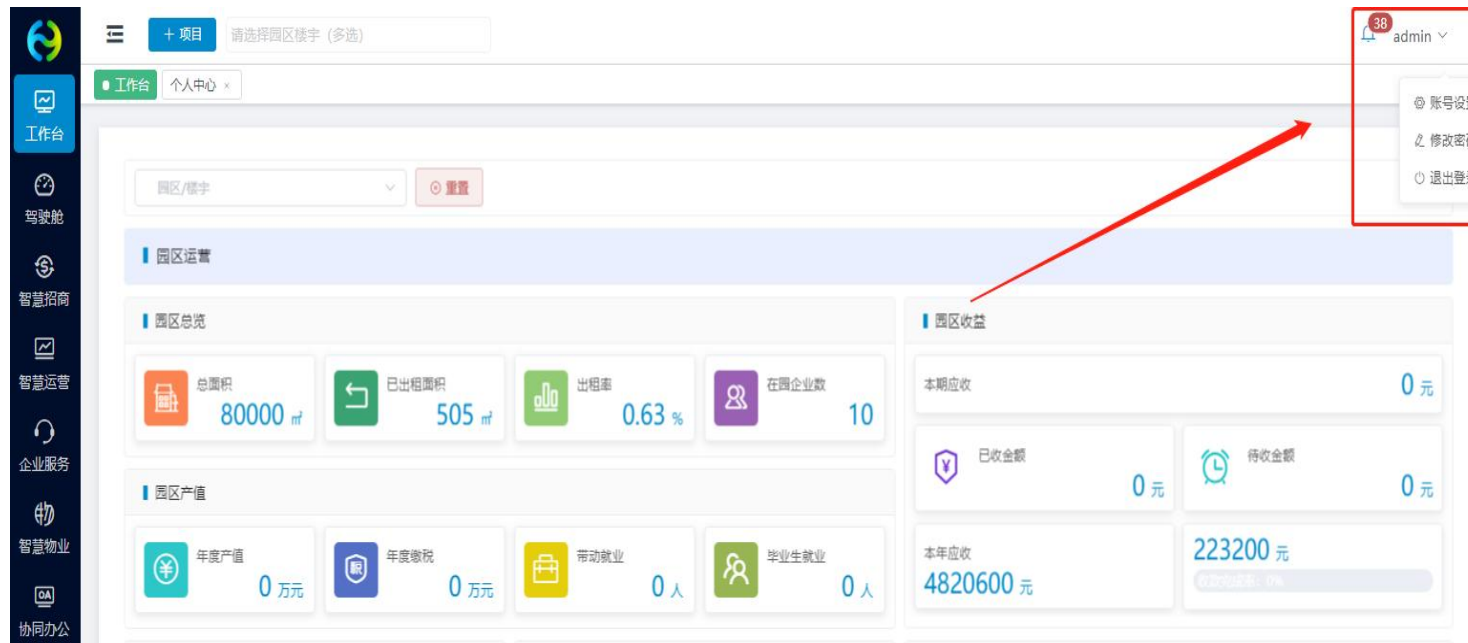 + 项目
请选择园区楼宇 (多选)
38
admin
工作台
个人中心 ×
账号设
修改密
退出登
工作台
驾驶舱
智慧招商
智慧运营
企业服务
智慧物业
OA
协同办公
园区/楼宇
重置
园区运营
园区总览
总面积
80000 ㎡
已出租面积
505 ㎡
出租率
0.63 %
在园企业数
10
园区产值
年度产值
0 万元
年度缴税
0 万元
带动就业
0 人
毕业生就业
0 人
园区收益
本期应收
0 元
已收金额
0 元
待收金额
0 元
本年应收
4820600 元
223200 元
收款完成率：0%